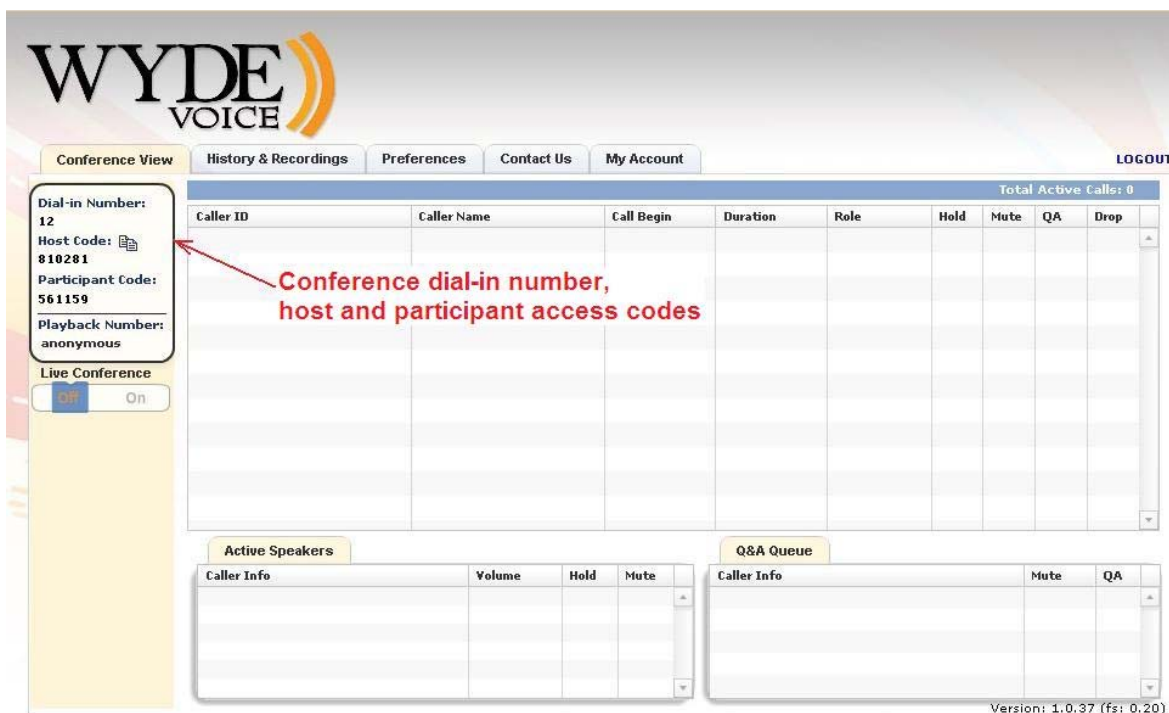 WYDE
VOICE
Conference View History & Recordings Preferences Contact Us My Account LOGOUT
Total Active Calls: 0
Dial-in Number:
12
Host Code:
810281
Participant Code:
561159
Playback Number:
anonymous
Live Conference
Off On
Caller ID Caller Name Call Begin Duration Role Hold Mute QA Drop
Conference dial-in number,
host and participant access codes
Active Speakers
Caller Info Volume Hold Mute
Q&A Queue
Caller Info Mute QA
Version: 1.0.37 (fs: 0.20)